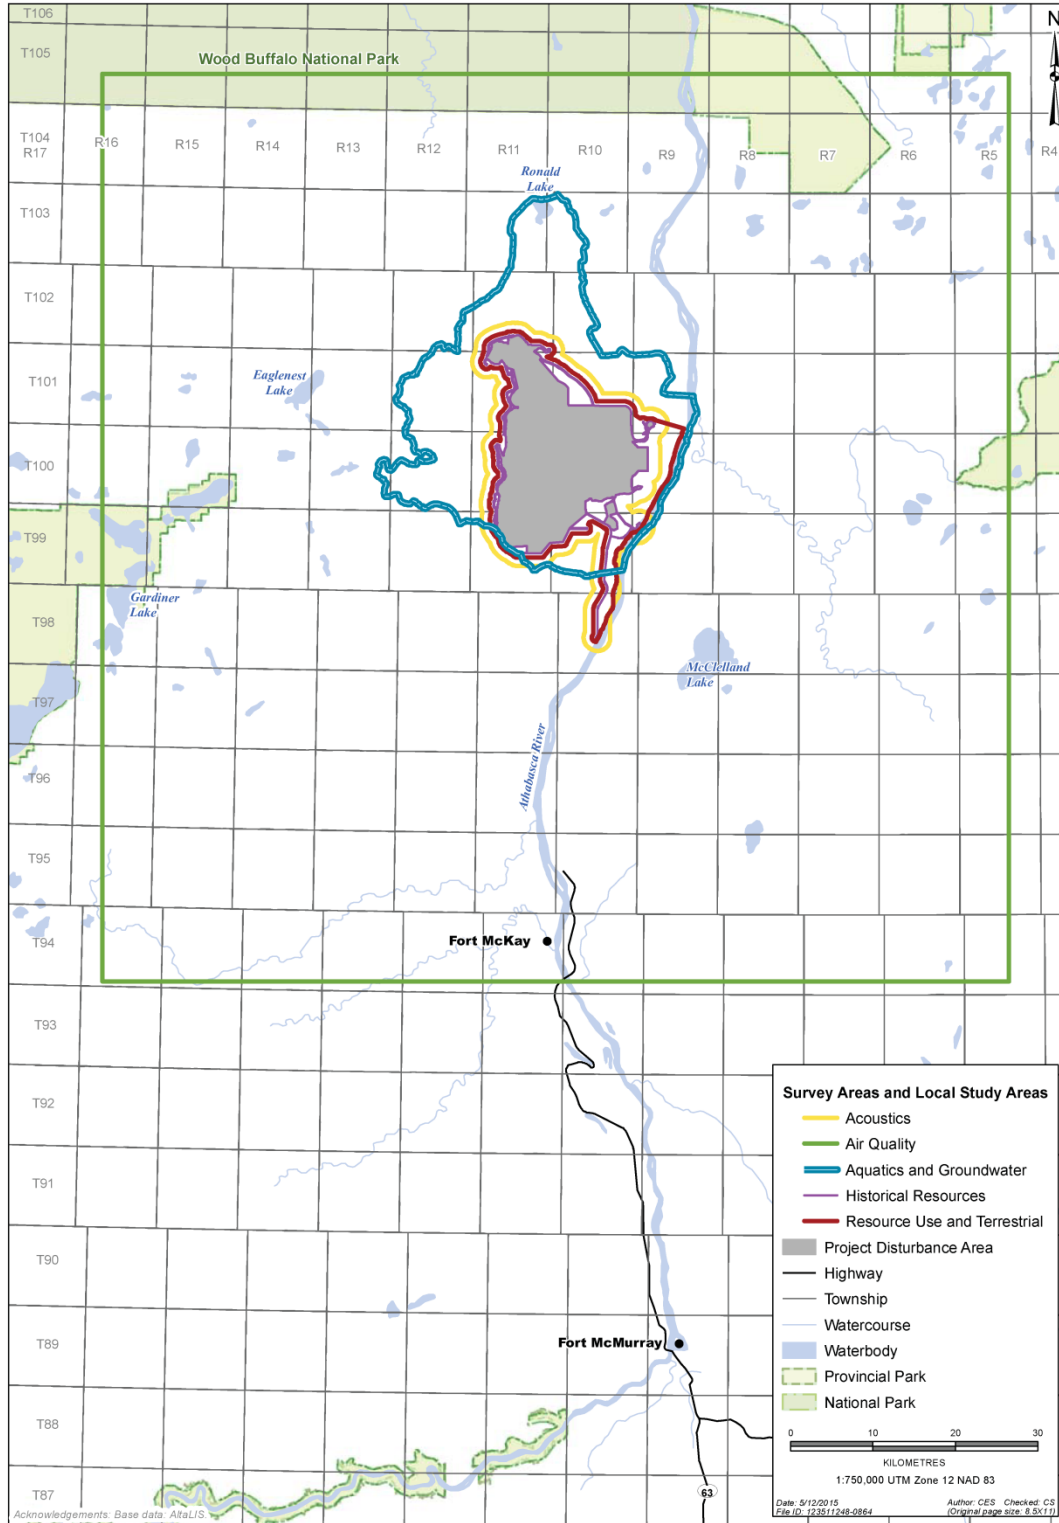 T106
T105
Wood Buffalo National Park
N
T104
R17
R16
R15
R14
R13
R12
R11
R10
R9
R8
R7
R6
R5
R4
Ronald
Lake
T103
T102
T101
Eaglenest
Lake
T100
T99
Gardiner
Lake
T98
McClelland
Lake
T97
Athabasca River
T96
T95
T94
Fort McKay
T93
T92
T91
T90
T89
Fort McMurray
T88
T87
63
Survey Areas and Local Study Areas
Acoustics
Air Quality
Aquatics and Groundwater
Historical Resources
Resource Use and Terrestrial
Project Disturbance Area
Highway
Township
Watercourse
Waterbody
Provincial Park
National Park
0 10 20 30
KILOMETRES
1:750,000 UTM Zone 12 NAD 83
Date: 5/12/2015 Author: CES Checked: CS
File ID: 123511248-0864 (Original page size: 8.5X11)
Acknowledgements: Base data: AltaLIS.